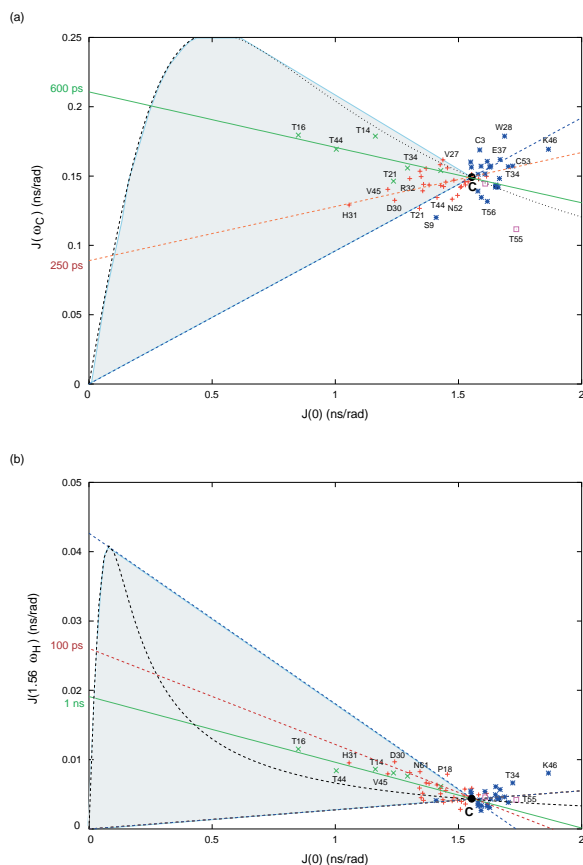 (a)
0.25
0.2
0.15
0.1
0.15
0
J( ωC) (ns/rad)
600 ps
250 ps
T16
T14
T44
T34
V27
T21
V45
R32
H31
D30
T21
T44
N52
S9
C3
W28
E37
K46
C53
T34
C
T56
T55
0
0.5
1
1.5
2
J(0) (ns/rad)
(b)
0.05
0.04
0.03
0.02
0.01
0
J(1.56 ωH) (ns/rad)
100 ps
1 ns
T16
H31
T44
T14
D30
V45
N51
P18
T34
K46
T55
C
0
0.5
1
1.5
2
J(0) (ns/rad)